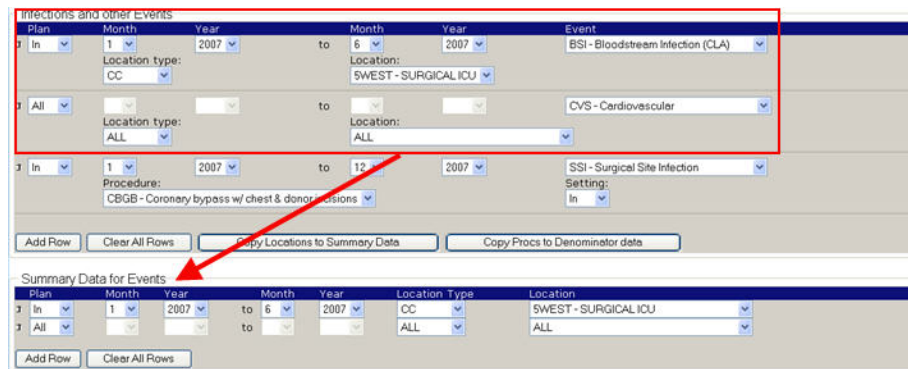 Infections and other Events
Plan Month Year Month Year Event
In 1 2007 to 6 2007 BSI - Bloodstream Infection (CLA)
Location type: Location:
CC 5WEST - SURGICAL ICU
All to CVS - Cardiovascular
Location type: Location:
ALL ALL
In 1 2007 to 12 2007 SSI - Surgical Site Infection
Procedure: Setting:
CBGB - Coronary bypass w/ chest & donor incisions In
Add Row Clear All Rows Copy Locations to Summary Data Copy Procs to Denominator data
Summary Data for Events
Plan Month Year Month Year Location Type Location
In 1 2007 to 6 2007 CC 5WEST - SURGICAL ICU
All to ALL ALL
Add Row Clear All Rows